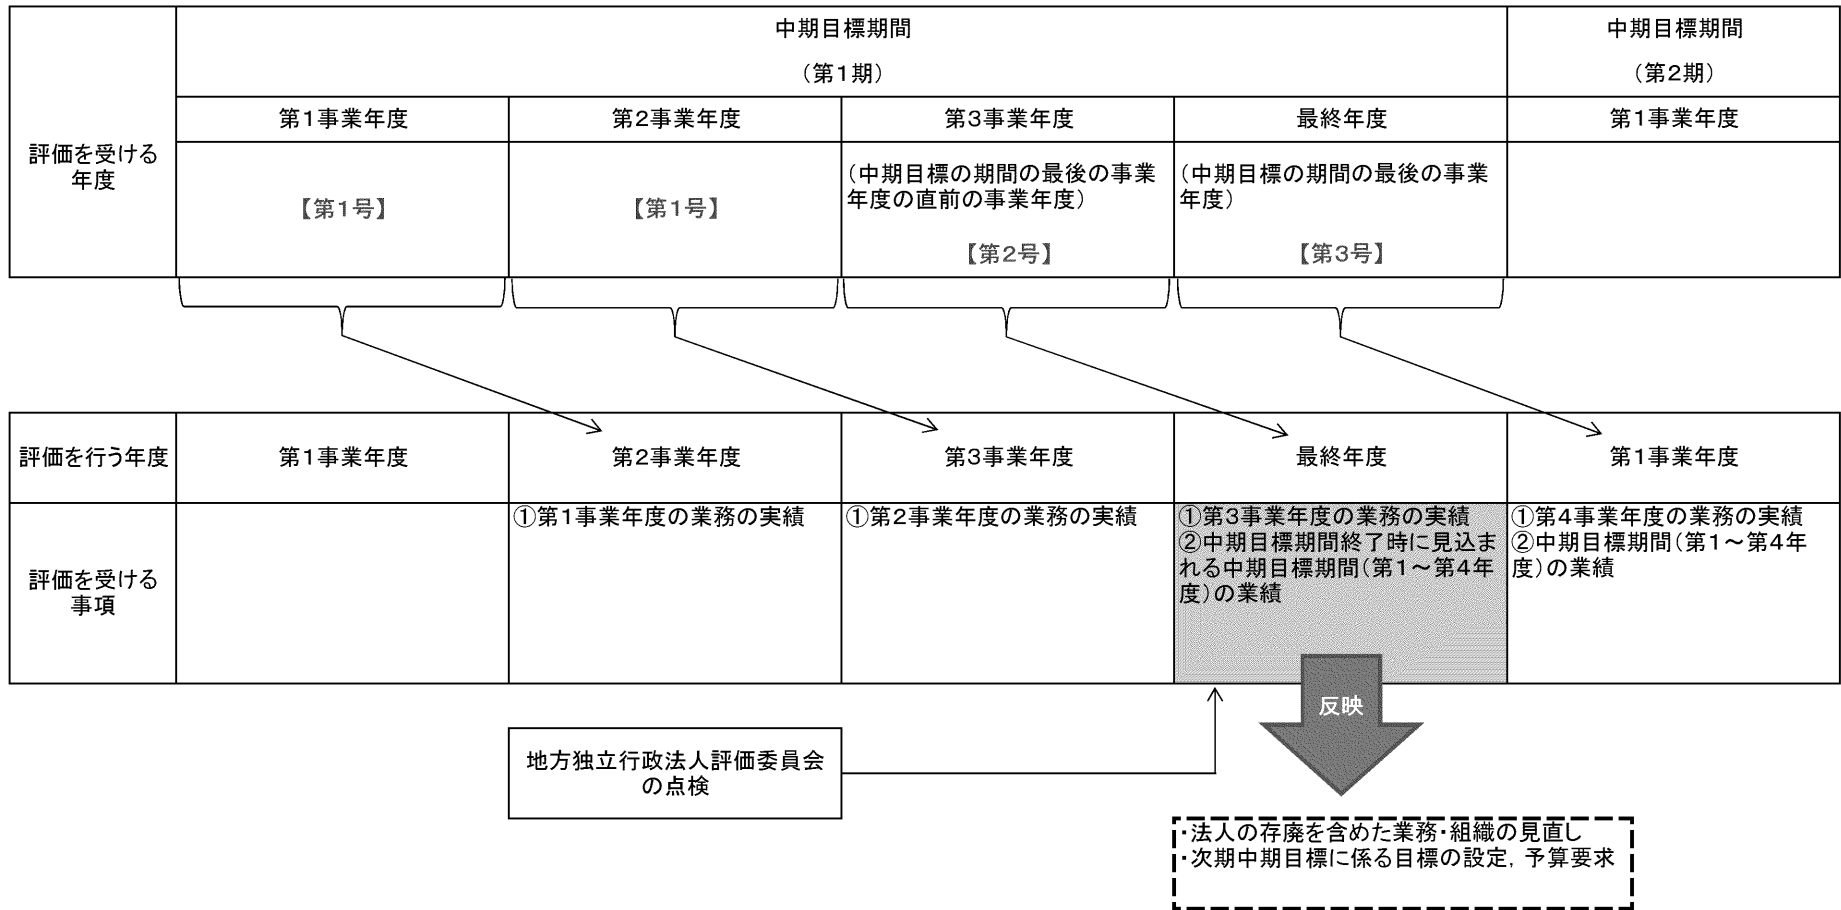 中期目標期間
（第１期）
中期目標期間
（第２期）
評価を受ける
年度
第１事業年度
第２事業年度
第３事業年度
最終年度
第１事業年度
【第１号】
【第１号】
（中期目標の期間の最後の事業
年度の直前の事業年度）
【第２号】
（中期目標の期間の最後の事業
年度）
【第３号】
評価を行う年度
第１事業年度
第２事業年度
第３事業年度
最終年度
第１事業年度
評価を受ける
事項
①第１事業年度の業務の実績
①第２事業年度の業務の実績
①第３事業年度の業務の実績
②中期目標期間終了時に見込ま
れる中期目標期間（第１～第４年
度）の業績
①第４事業年度の業務の実績
②中期目標期間（第１～第４年
度）の業績
反映
地方独立行政法人評価委員会
の点検
・法人の存廃を含めた業務・組織の見直し
・次期中期目標に係る目標の設定，予算要求